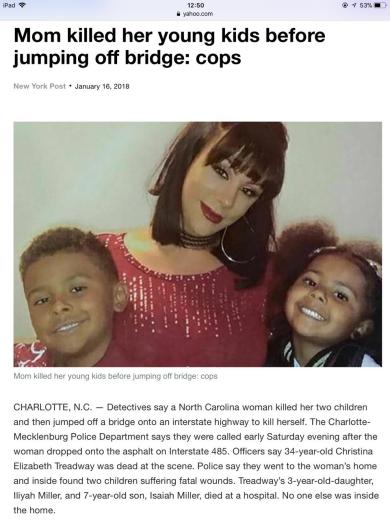 iPad 12:50 53%
yahoo.com
Mom killed her young kids before
jumping off bridge: cops
New York Post • January 16, 2018
Mom killed her young kids before jumping off bridge: cops
CHARLOTTE, N.C. — Detectives say a North Carolina woman killed her two children
and then jumped off a bridge onto an interstate highway to kill herself. The Charlotte-
Mecklenburg Police Department says they were called early Saturday evening after the
woman dropped onto the asphalt on Interstate 485. Officers say 34-year-old Christina
Elizabeth Treadway was dead at the scene. Police say they went to the woman's home
and inside found two children suffering fatal wounds. Treadway's 3-year-old-daughter,
Iliyah Miller, and 7-year-old son, Isaiah Miller, died at a hospital. No one else was inside
the home.